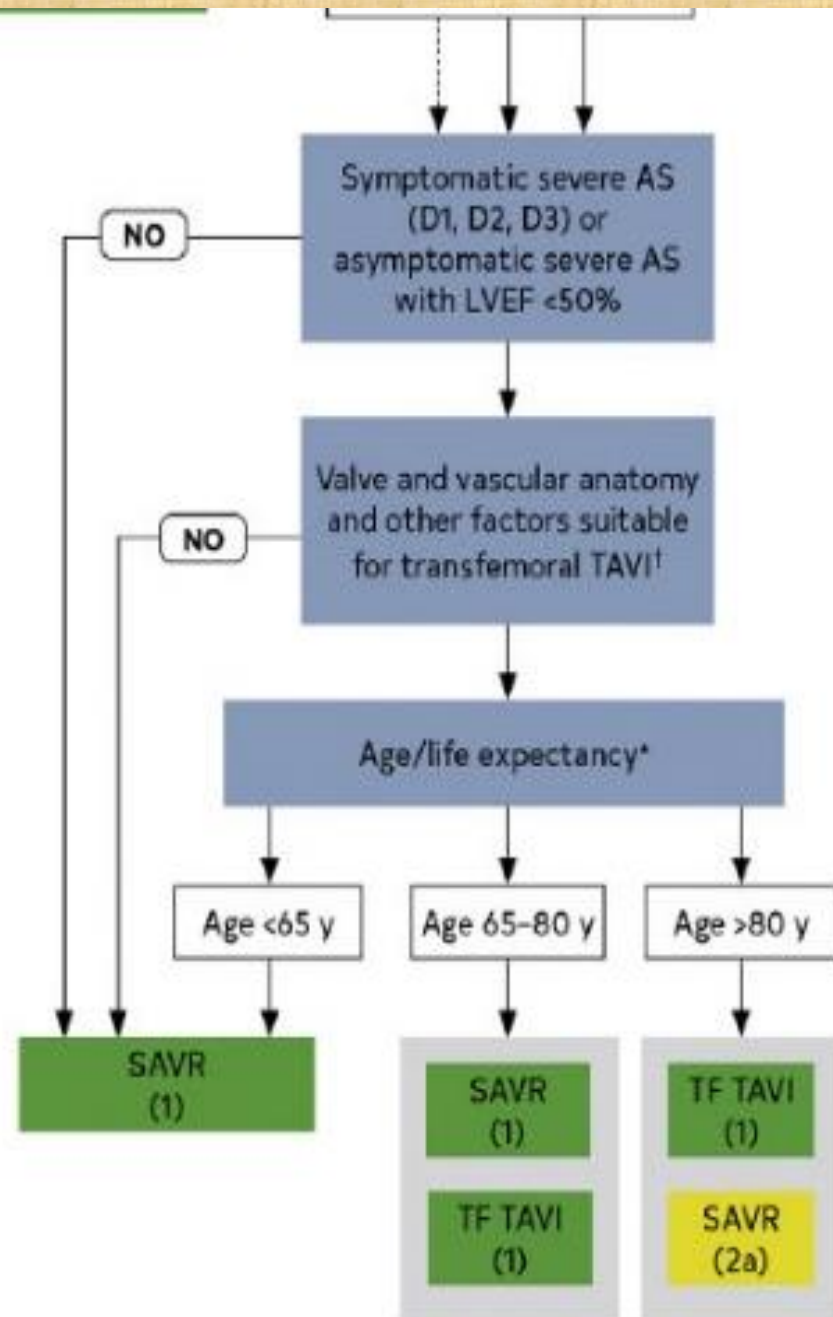 Symptomatic severe AS
(D1, D2, D3) or
asymptomatic severe AS
with LVEF <50%
NO
Valve and vascular anatomy
and other factors suitable
for transfemoral TAVI†
NO
Age/life expectancy*
Age <65 y
Age 65–80 y
Age >80 y
SAVR
(1)
SAVR
(1)
TF TAVI
(1)
TF TAVI
(1)
SAVR
(2a)